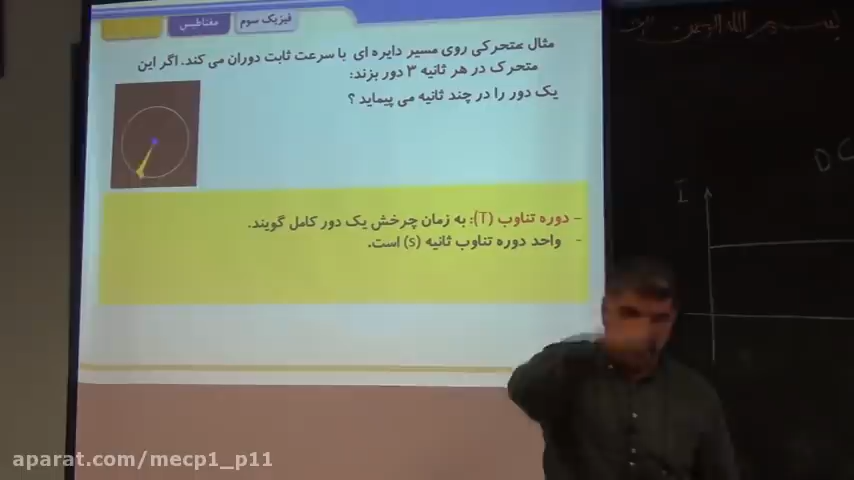 بسم الله الرحمن الرحیم
فیزیک سوم
مغناطیس
مثال متحرکی روی مسیر دایره ای با سرعت ثابت دوران می کند. اگر این
متحرک در هر ثانیه ۳ دور بزند:
یک دور را در چند ثانیه می پیماید ؟
DC
I
- دوره تناوب (T): به زمان چرخش یک دور کامل گویند.
- واحد دوره تناوب ثانیه (s) است.
aparat.com/mecp1_p11